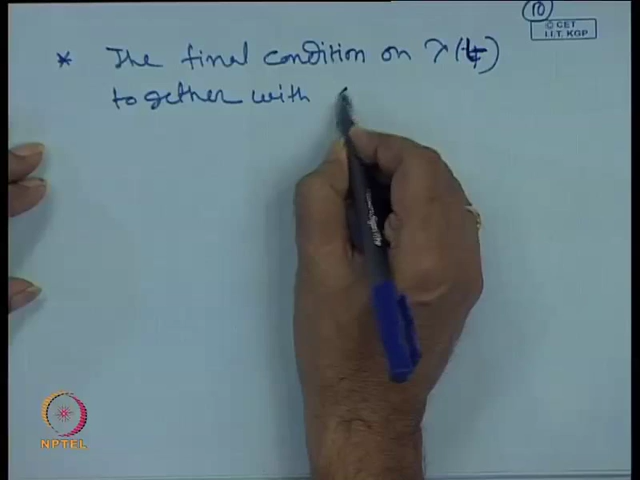 10
© CET
I.I.T. KGP
* The final condition on λ(tf)
together with
NPTEL